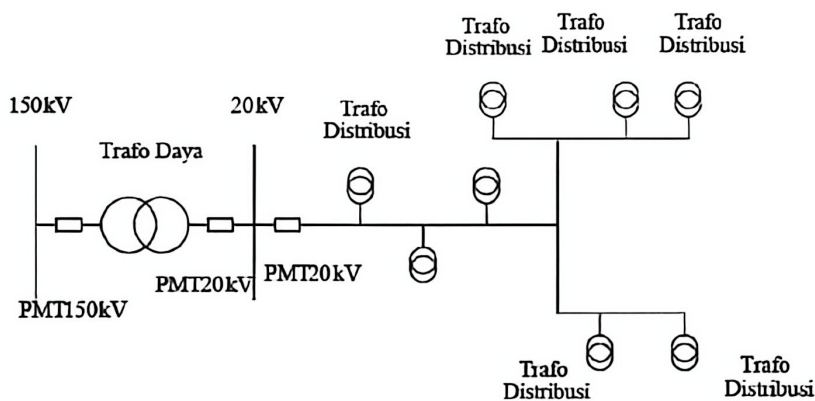 Trafo
Distribusi
Trafo
Distribusi
Trafo
Distribusi
150kV
20kV
Trafo
Distribusi
Trafo Daya
PMT20kV
PMT20kV
PMT150kV
Trafo
Distribusi
Trafo
Distribusi